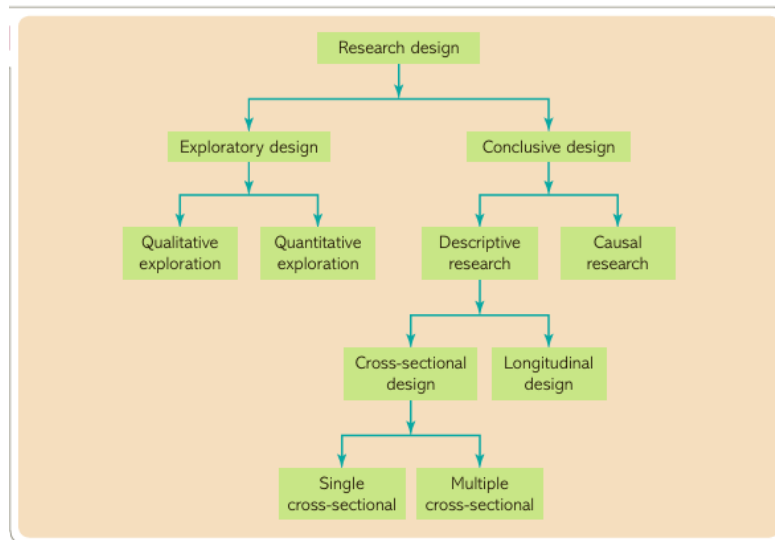 Research design
Exploratory design
Conclusive design
Qualitative
exploration
Quantitative
exploration
Descriptive
research
Causal
research
Cross-sectional
design
Longitudinal
design
Single
cross-sectional
Multiple
cross-sectional